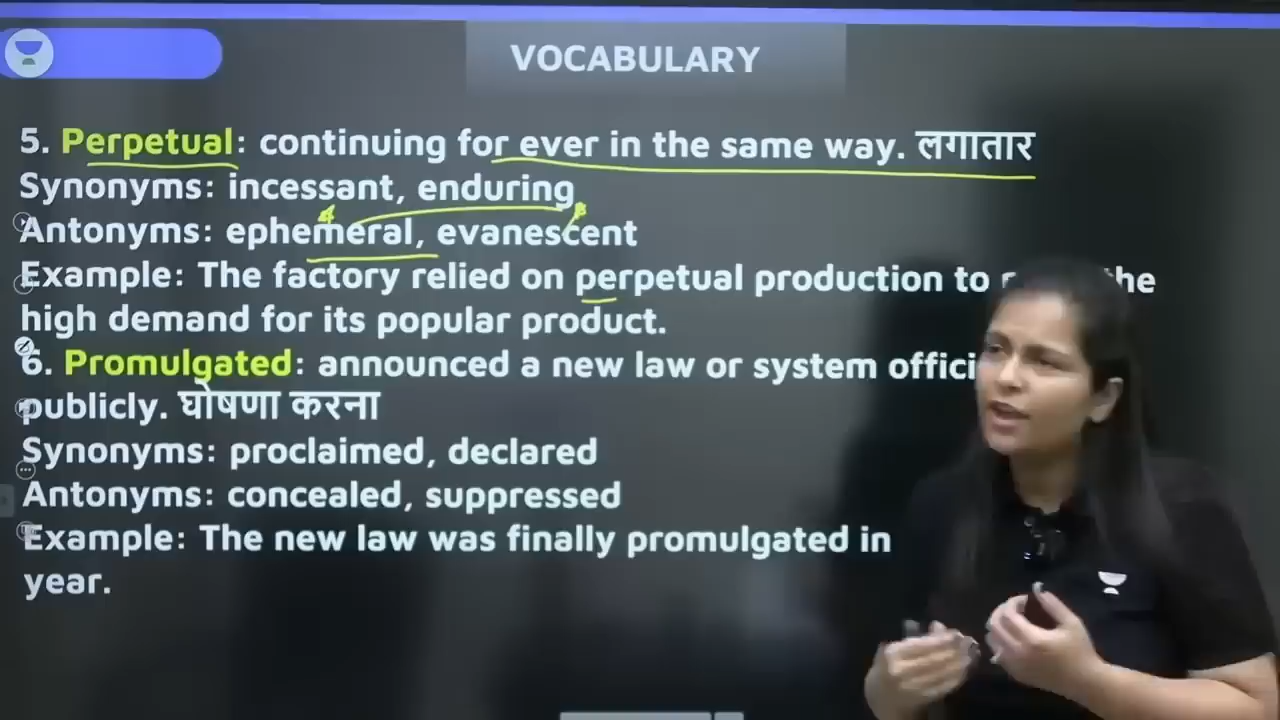 VOCABULARY
5. Perpetual: continuing for ever in the same way. लगातार
Synonyms: incessant, enduring
Antonyms: ephemeral, evanescent
Example: The factory relied on perpetual production to the
high demand for its popular product.
6. Promulgated: announced a new law or system
publicly. घोषणा करना
Synonyms: proclaimed, declared
Antonyms: concealed, suppressed
Example: The new law was finally promulgated in
year.